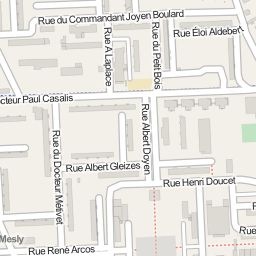 Rue du Commandant Joyen Boulard
Rue Éloi Aldebert
Rue A Laplace
Rue du Petit Bois
cteur Paul Casalis
Rue du Docteur Métivet
Rue Albert Doyen
Rue Albert Gleizes
Rue Henri Doucet
Mesly
Rue René Arcos